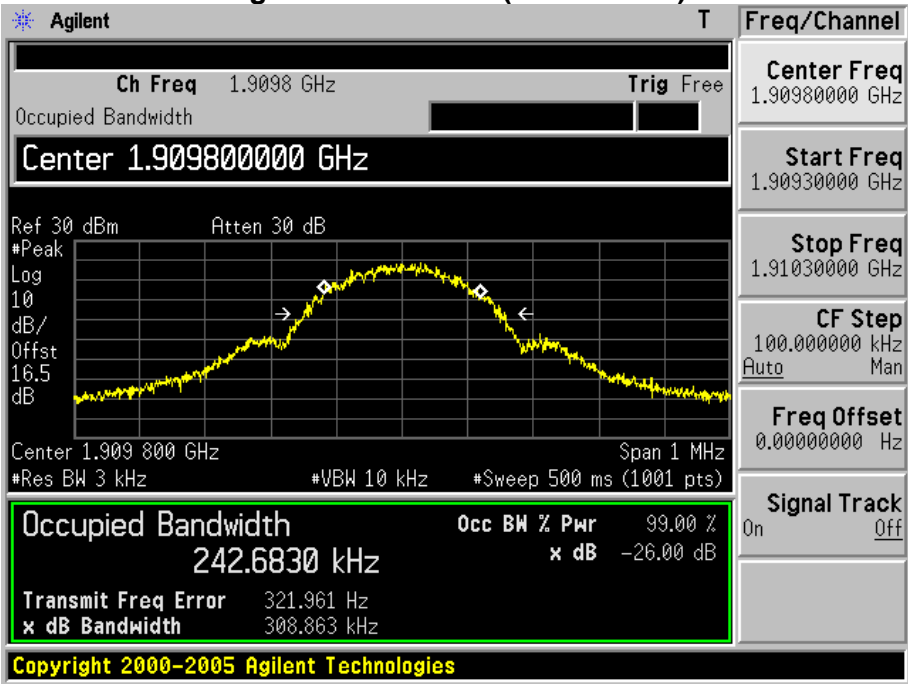 Agilent
T
Freq/Channel
Ch Freq 1.9098 GHz
Trig Free
Occupied Bandwidth
Center 1.909800000 GHz
Ref 30 dBm
Atten 30 dB
#Peak
Log
10
dB/
Offst
16.5
dB
Center 1.909 800 GHz
Span 1 MHz
#Res BW 3 kHz
#VBW 10 kHz
#Sweep 500 ms (1001 pts)
Occupied Bandwidth
242.6830 kHz
Occ BW % Pwr 99.00 %
x dB -26.00 dB
Transmit Freq Error 321.961 Hz
x dB Bandwidth 308.863 kHz
Center Freq
1.90980000 GHz
Start Freq
1.90930000 GHz
Stop Freq
1.91030000 GHz
CF Step
100.000000 kHz
Auto Man
Freq Offset
0.00000000 Hz
Signal Track
On Off
Copyright 2000-2005 Agilent Technologies